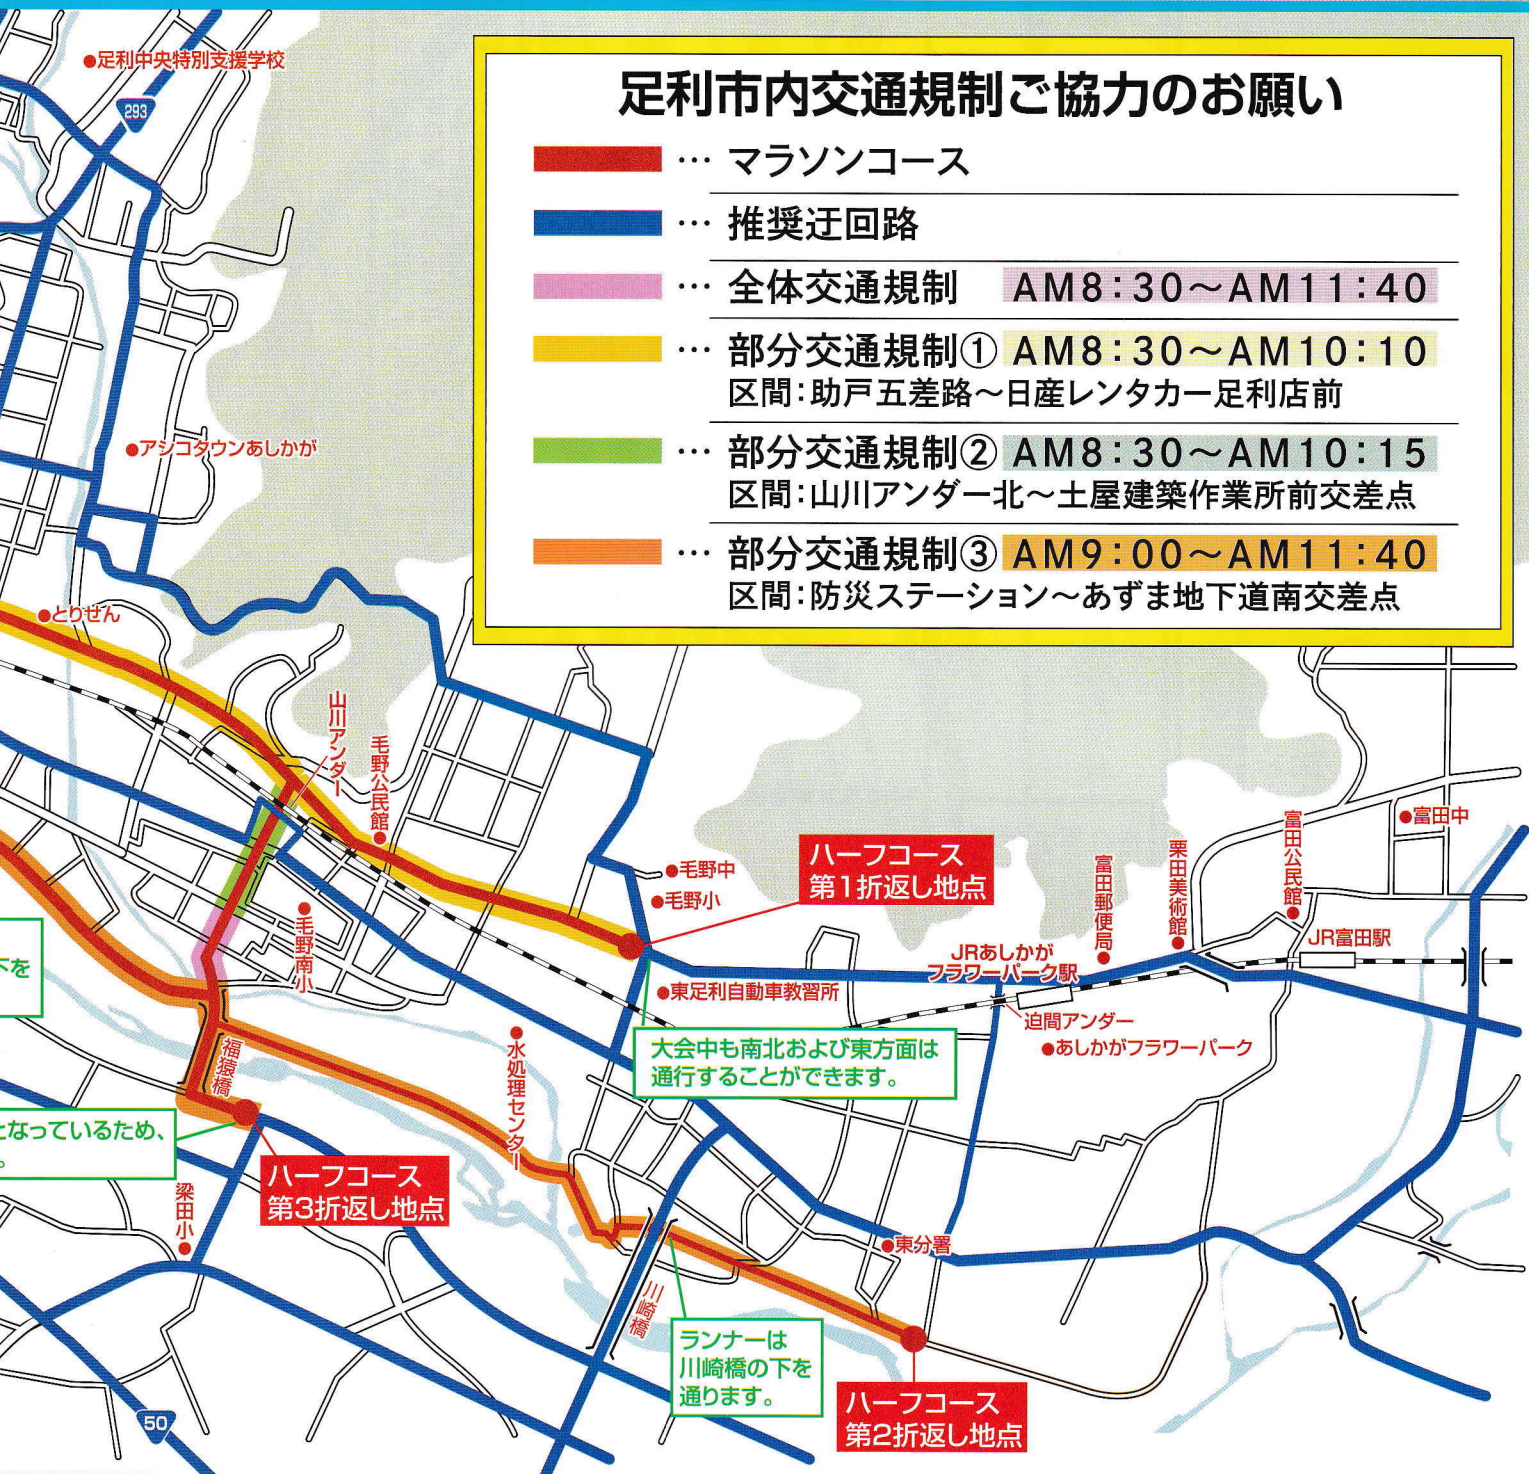 足利市内交通規制ご協力のお願い
… マラソンコース
… 推奨迂回路
… 全体交通規制 AM8:30～AM11:40
… 部分交通規制① AM8:30～AM10:10
区間:助戸五差路～日産レンタカー足利店前
… 部分交通規制② AM8:30～AM10:15
区間:山川アンダー北～土屋建築作業所前交差点
… 部分交通規制③ AM9:00～AM11:40
区間:防災ステーション～あずま地下道南交差点
●足利中央特別支援学校
293
●アシコタウンあしかが
●とりせん
山川アンダー
毛野公民館●
●毛野中
●毛野小
ハーフコース
第1折返し地点
●富田中
富田公民館●
栗田美術館●
富田郵便局●
JR富田駅
JRあしかが
フラワーパーク駅
●毛野南小
下を
●東足利自動車教習所
迫間アンダー
●あしかがフラワーパーク
大会中も南北および東方面は
通行することができます。
●水処理センター
福猿橋
となっているため、
。
ハーフコース
第3折返し地点
梁田小●
●東分署
川崎橋
ランナーは
川崎橋の下を
通ります。
ハーフコース
第2折返し地点
50